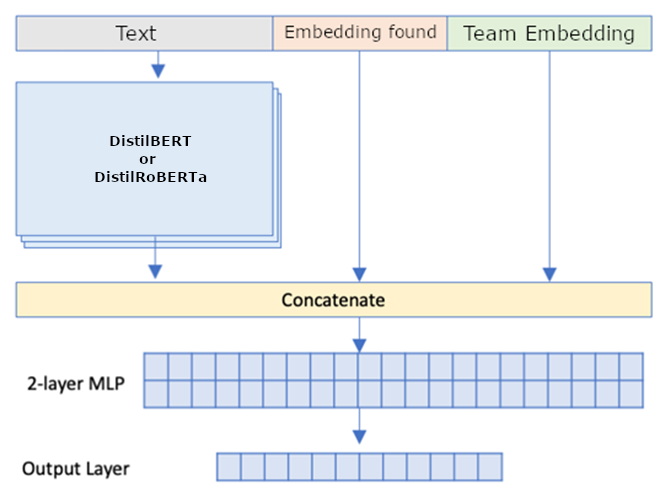 Text
Embedding found
Team Embedding
DistilBERT
or
DistilRoBERTa
Concatenate
2-layer MLP
Output Layer